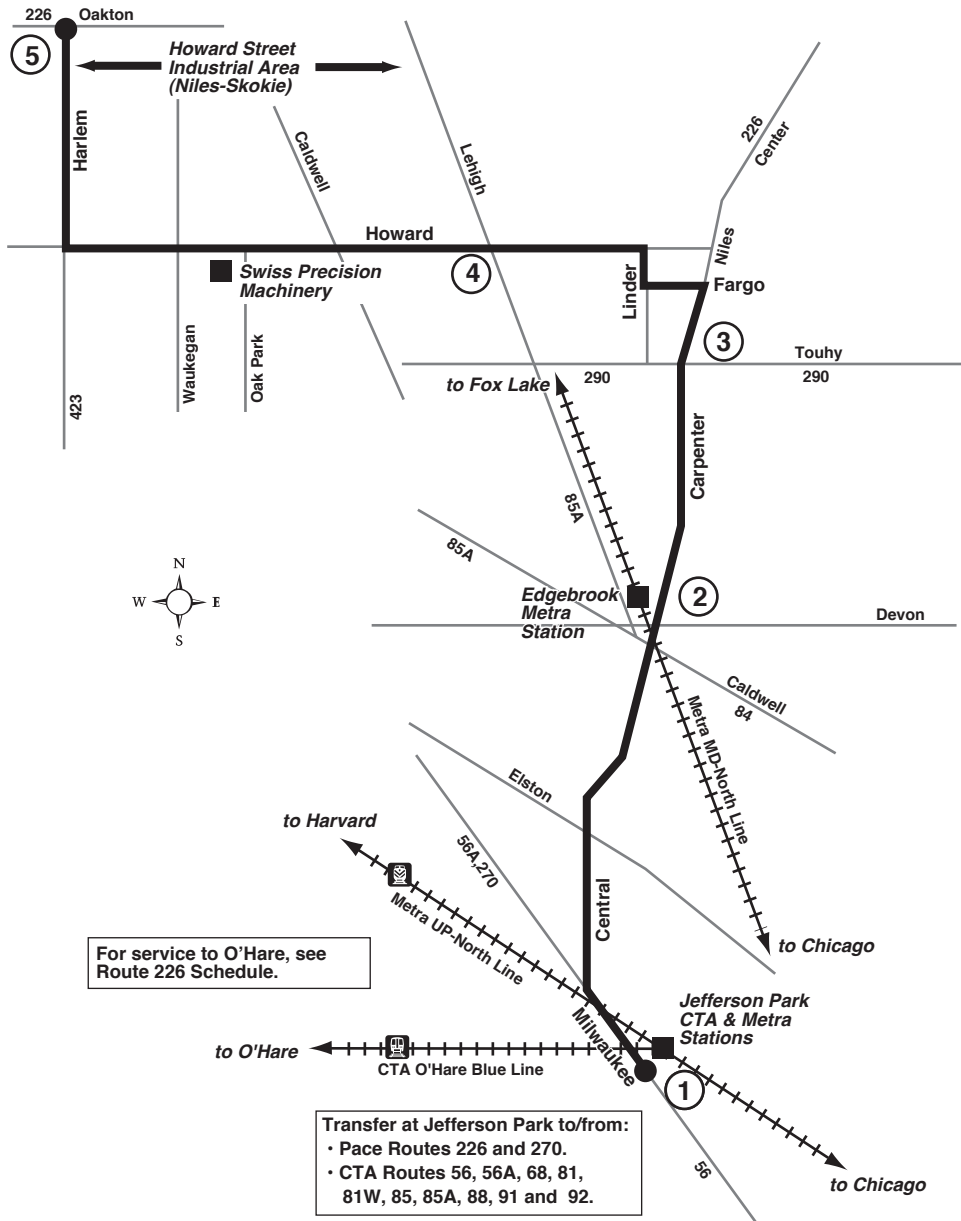 226 Oakton
5
Howard Street
Industrial Area
(Niles-Skokie)
Harlem
Caldwell
Lehigh
226
Center
Howard
Niles
4
Swiss Precision
Machinery
Linder
Fargo
3
Waukegan
Oak Park
423
Touhy
290
290
to Fox Lake
Carpenter
85A
85A
N
W E
S
Edgebrook
Metra
Station
2
Devon
Caldwell
84
Metra MD-North Line
Elston
to Harvard
56A,270
Metra UP-North Line
Central
to Chicago
For service to O’Hare, see
Route 226 Schedule.
Jefferson Park
CTA & Metra
Stations
Milwaukee
to O'Hare
CTA O'Hare Blue Line
1
Transfer at Jefferson Park to/from:
· Pace Routes 226 and 270.
· CTA Routes 56, 56A, 68, 81,
81W, 85, 85A, 88, 91 and 92.
56
to Chicago